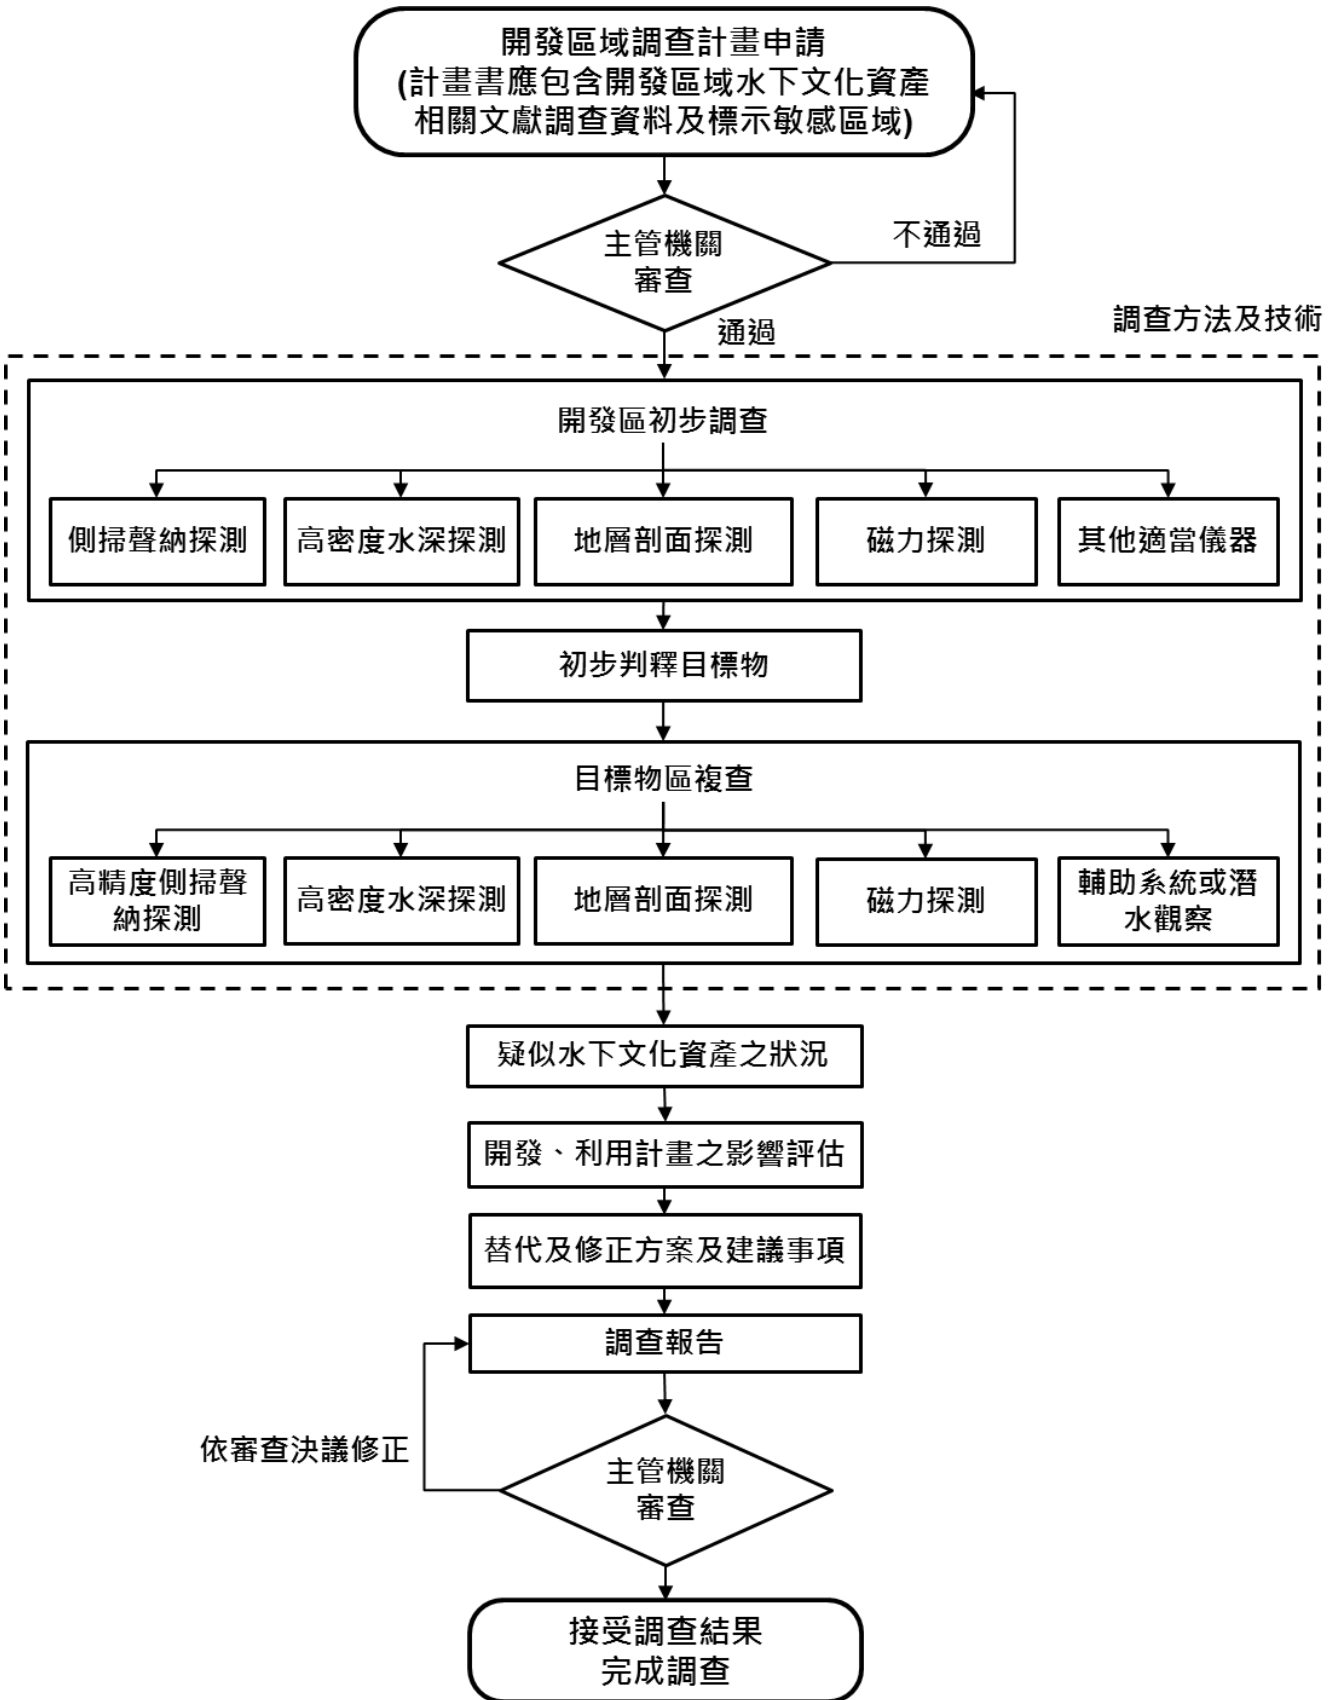 開發區域調查計畫申請
(計畫書應包含開發區域水下文化資產
相關文獻調查資料及標示敏感區域)
主管機關
審查
不通過
通過
調查方法及技術
開發區初步調查
側掃聲納探測
高密度水深探測
地層剖面探測
磁力探測
其他適當儀器
初步判釋目標物
目標物區複查
高精度側掃聲
納探測
高密度水深探測
地層剖面探測
磁力探測
輔助系統或潛
水觀察
疑似水下文化資產之狀況
開發、利用計畫之影響評估
替代及修正方案及建議事項
調查報告
依審查決議修正
主管機關
審查
接受調查結果
完成調查